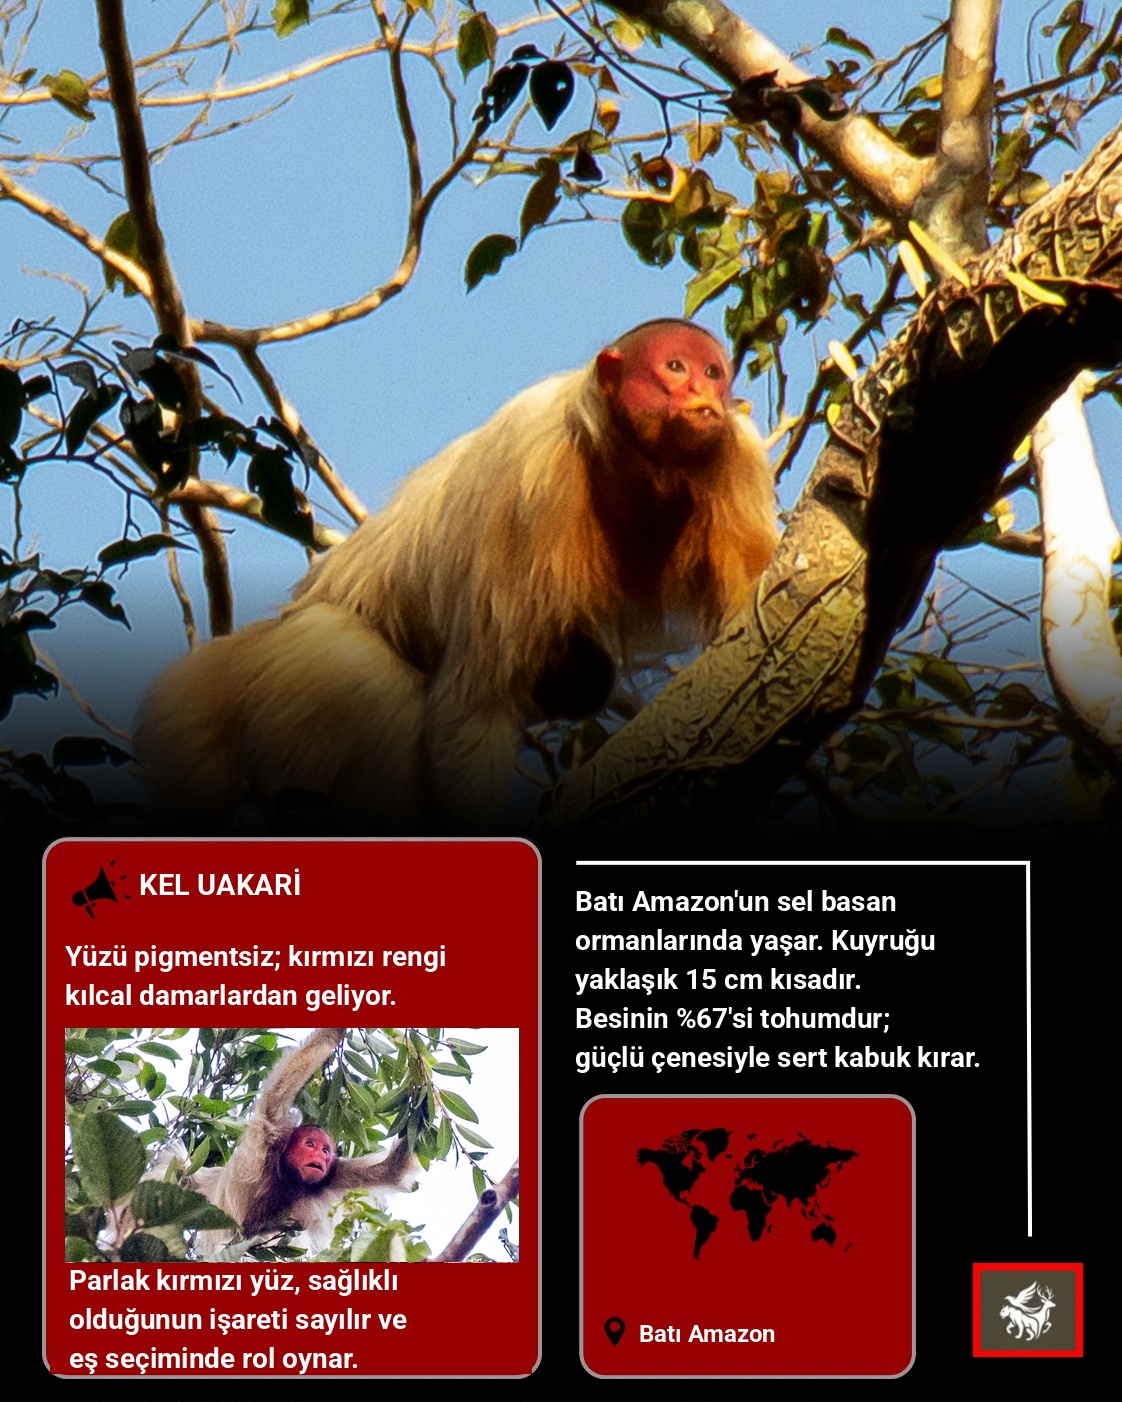 KEL UAKARİ
Yüzü pigmentsiz; kırmızı rengi
kılcal damarlardan geliyor.
Parlak kırmızı yüz, sağlıklı
olduğunun işareti sayılır ve
eş seçiminde rol oynar.
Batı Amazon'un sel basan
ormanlarında yaşar. Kuyruğu
yaklaşık 15 cm kısadır.
Besinin %67'si tohumdur;
güçlü çenesiyle sert kabuk kırar.
Batı Amazon